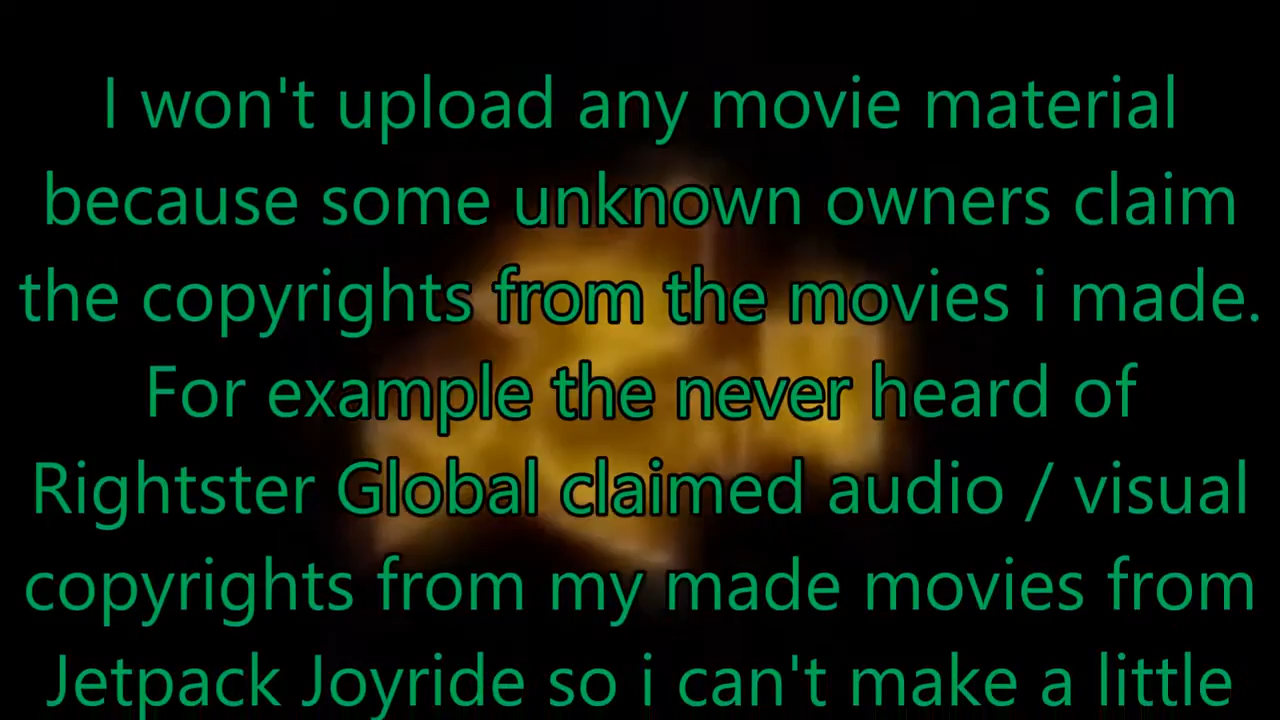 I won't upload any movie material
because some unknown owners claim
the copyrights from the movies i made.
For example the never heard of
Rightster Global claimed audio / visual
copyrights from my made movies from
Jetpack Joyride so i can't make a little